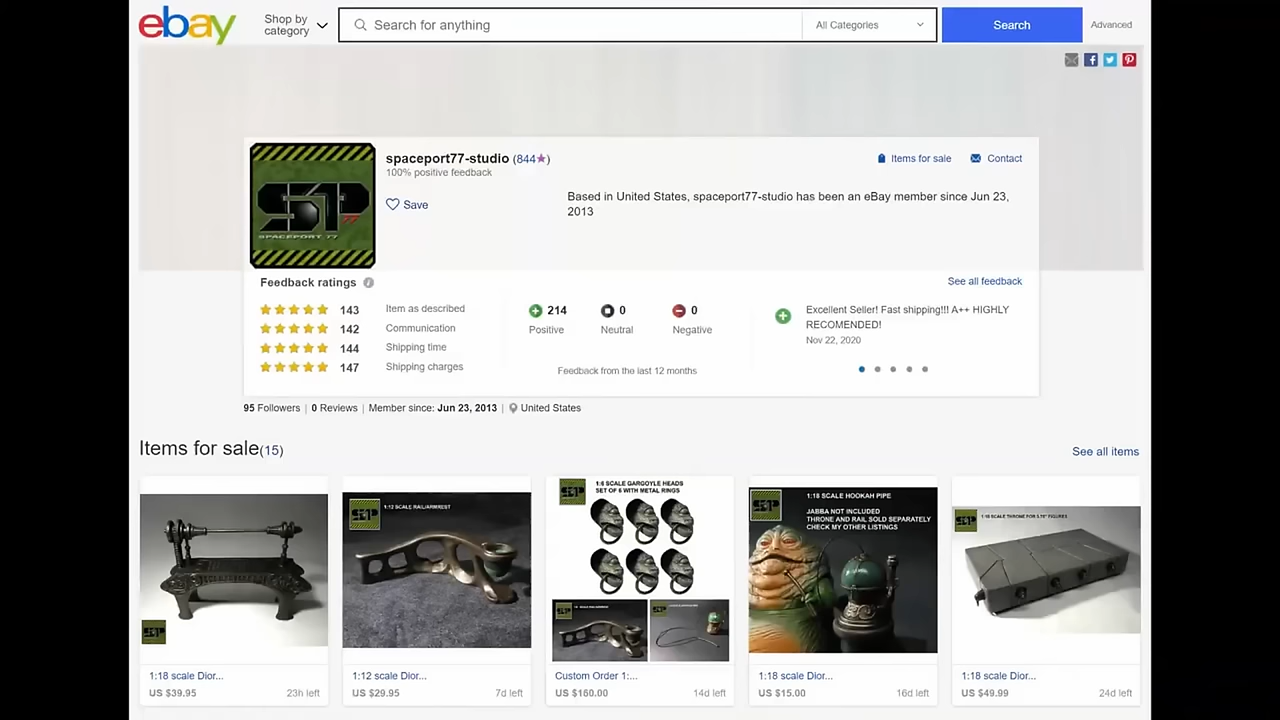 ebay
Shop by
category
Search for anything
All Categories
Search
Advanced
spaceport77-studio (844★)
100% positive feedback
Items for sale
Contact
Save
Based in United States, spaceport77-studio has been an eBay member since Jun 23,
2013
SP
77
SPACEPORT 77
Feedback ratings
See all feedback
143 Item as described
142 Communication
144 Shipping time
147 Shipping charges
214
Positive
0
Neutral
0
Negative
Feedback from the last 12 months
Excellent Seller! Fast shipping!!! A++ HIGHLY
RECOMENDED!
Nov 22, 2020
95 Followers | 0 Reviews | Member since: Jun 23, 2013 | United States
Items for sale(15)
See all items
1:12 SCALE RAIL/ARMREST
1:6 SCALE GARGOYLE HEADS
SET OF 6 WITH METAL RINGS
1:18 SCALE HOOKAH PIPE
JABBA NOT INCLUDED
THRONE AND RAIL SOLD SEPARATELY
CHECK MY OTHER LISTINGS
1:18 SCALE THRONE FOR 3.75" FIGURES
1:18 scale Dior...
US $39.95 23h left
1:12 scale Dior...
US $29.95 7d left
Custom Order 1:...
US $160.00 14d left
1:18 scale Dior...
US $15.00 16d left
1:18 scale Dior...
US $49.99 24d left